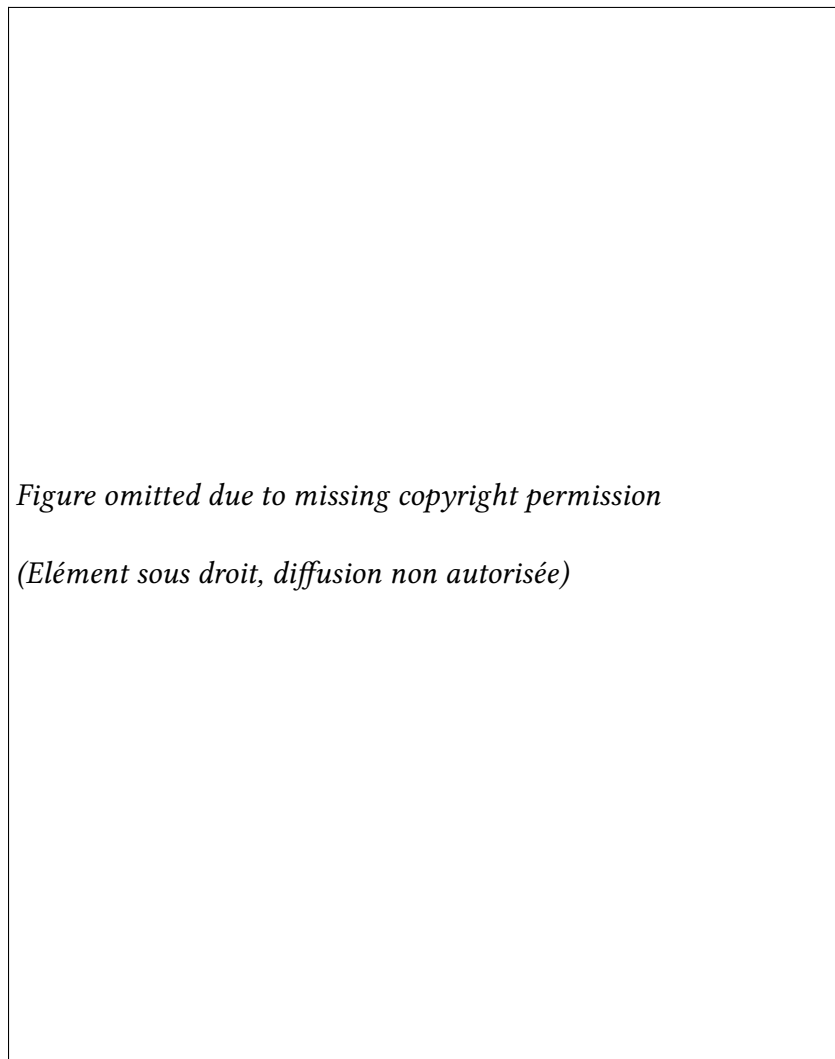 Figure omitted due to missing copyright permission
(Elément sous droit, diffusion non autorisée)